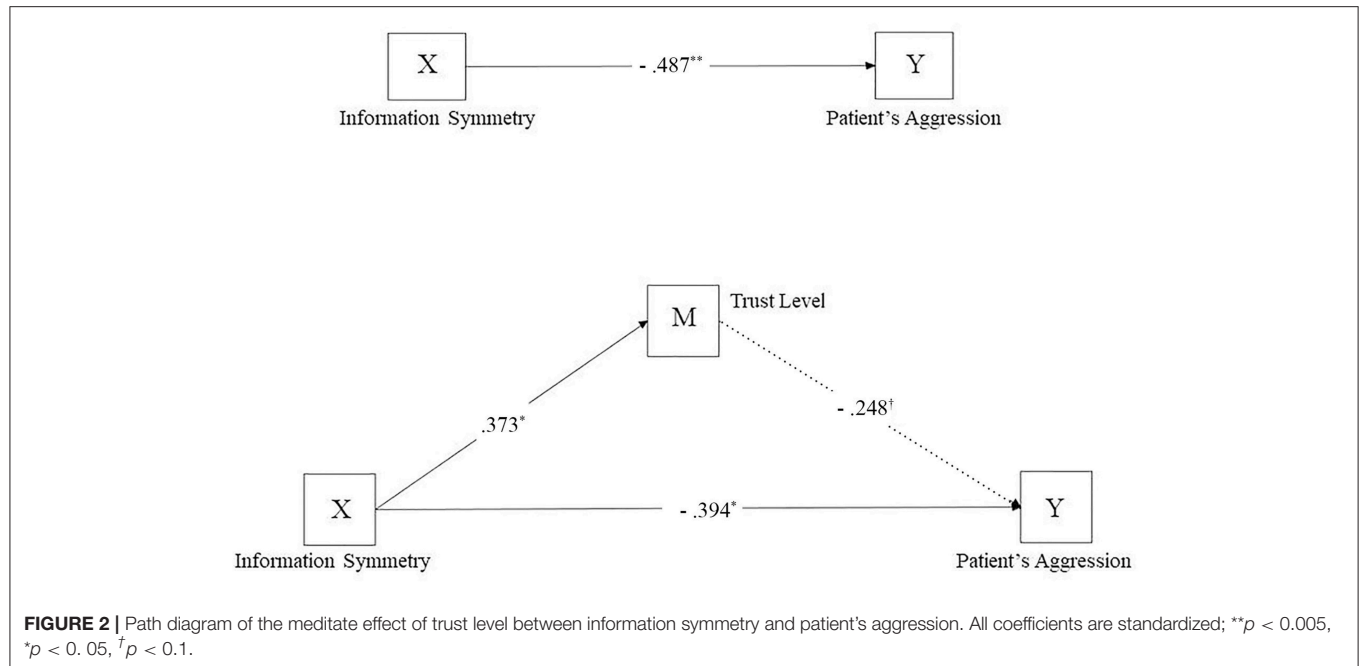 X
- .487**
Y
Information Symmetry
Patient's Aggression
M
Trust Level
.373*
- .248†
X
- .394*
Y
Information Symmetry
Patient's Aggression
FIGURE 2 | Path diagram of the meditate effect of trust level between information symmetry and patient's aggression. All coefficients are standardized; **p < 0.005,
*p < 0. 05, †p < 0.1.